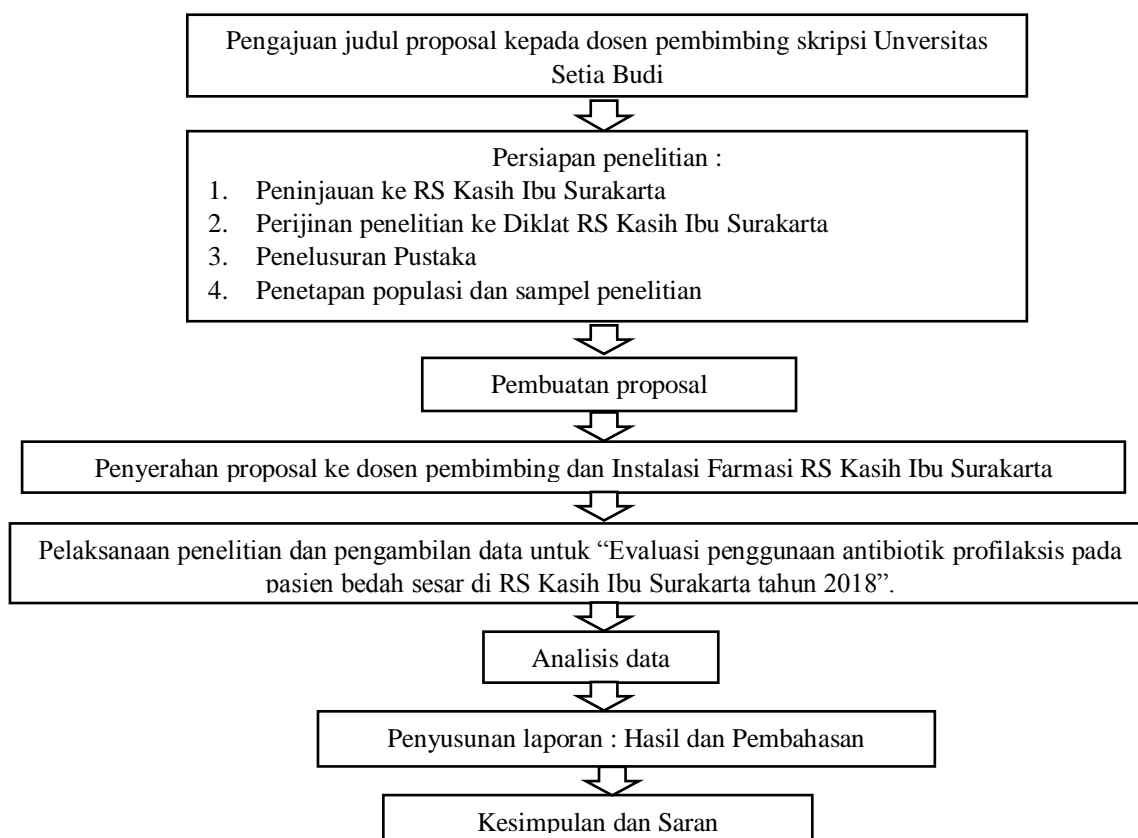 Pengajuan judul proposal kepada dosen pembimbing skripsi Unversitas
Setia Budi
Persiapan penelitian :
1. Peninjauan ke RS Kasih Ibu Surakarta
2. Perijinan penelitian ke Diklat RS Kasih Ibu Surakarta
3. Penelusuran Pustaka
4. Penetapan populasi dan sampel penelitian
Pembuatan proposal
Penyerahan proposal ke dosen pembimbing dan Instalasi Farmasi RS Kasih Ibu Surakarta
Pelaksanaan penelitian dan pengambilan data untuk “Evaluasi penggunaan antibiotik profilaksis pada
pasien bedah sesar di RS Kasih Ibu Surakarta tahun 2018”.
Analisis data
Penyusunan laporan : Hasil dan Pembahasan
Kesimpulan dan Saran